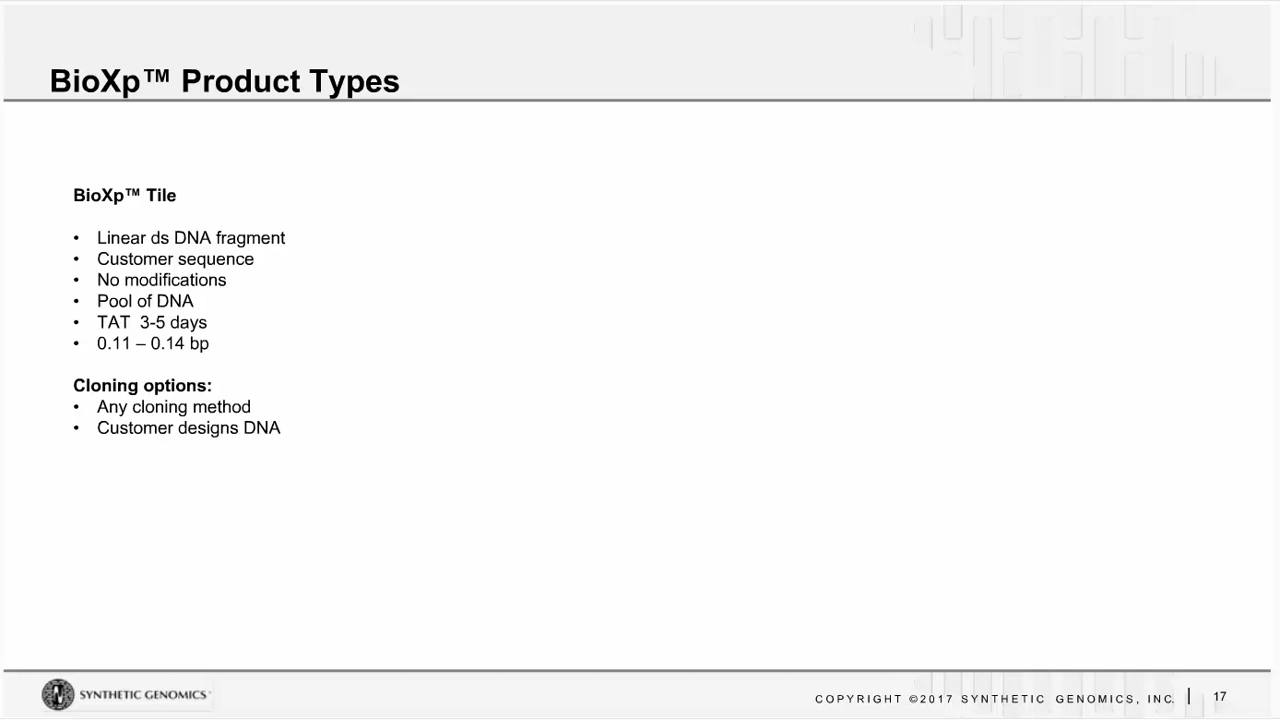 BioXp™ Product Types
BioXp™ Tile
• Linear ds DNA fragment
• Customer sequence
• No modifications
• Pool of DNA
• TAT 3-5 days
• 0.11 – 0.14 bp
Cloning options:
• Any cloning method
• Customer designs DNA
SYNTHETIC GENOMICS
COPYRIGHT ©2017 SYNTHETIC GENOMICS, INC. | 17